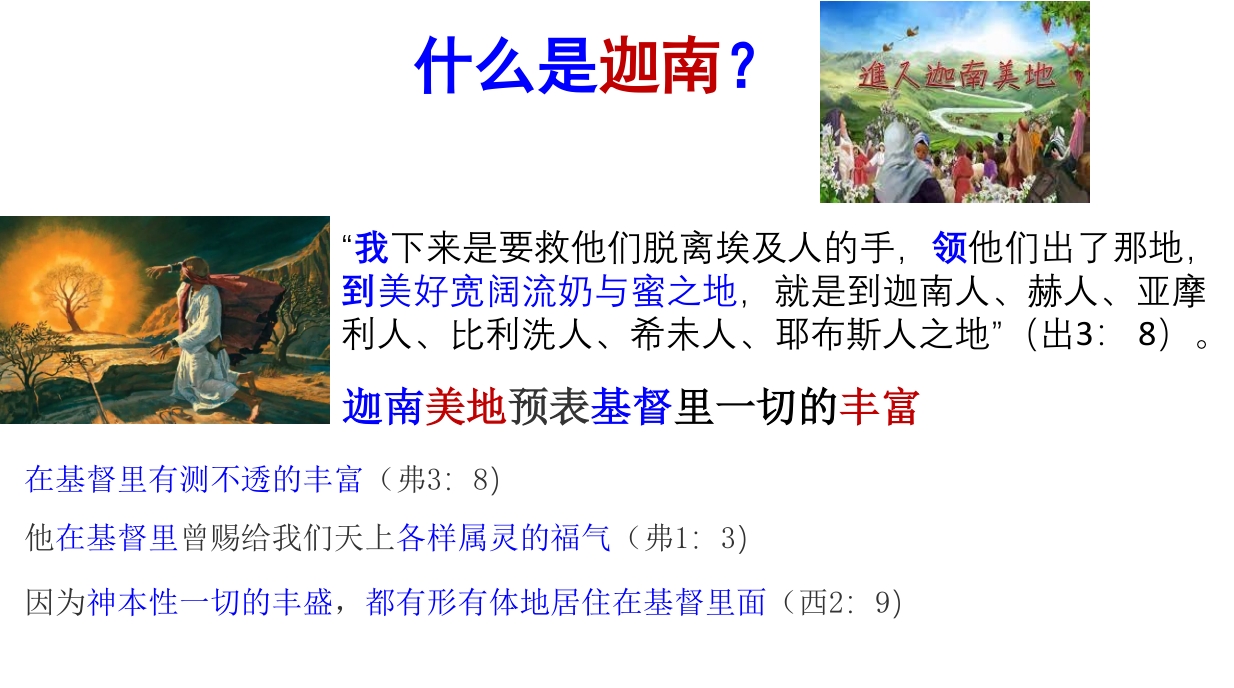 什么是迦南？
進入迦南美地
“我下来是要救他们脱离埃及人的手，领他们出了那地，
到美好宽阔流奶与蜜之地，就是到迦南人、赫人、亚摩
利人、比利洗人、希未人、耶布斯人之地”（出3： 8）。
迦南美地预表基督里一切的丰富
在基督里有测不透的丰富（弗3：8）
他在基督里曾赐给我们天上各样属灵的福气（弗1：3）
因为神本性一切的丰盛，都有形有体地居住在基督里面（西2：9）